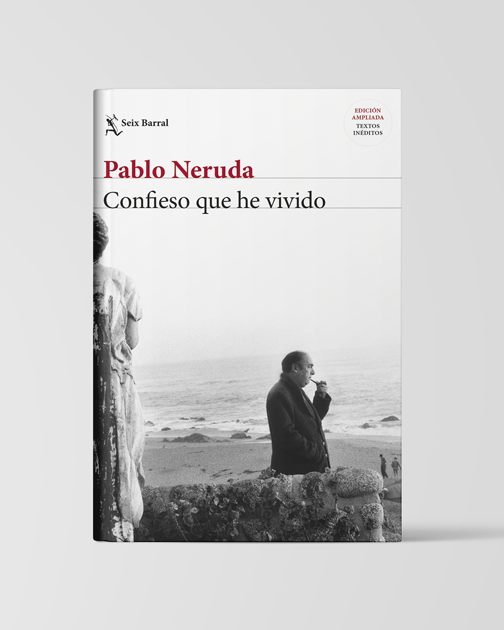 Seix Barral
EDICIÓN
AMPLIADA
TEXTOS
INÉDITOS
Pablo Neruda
Confieso que he vivido